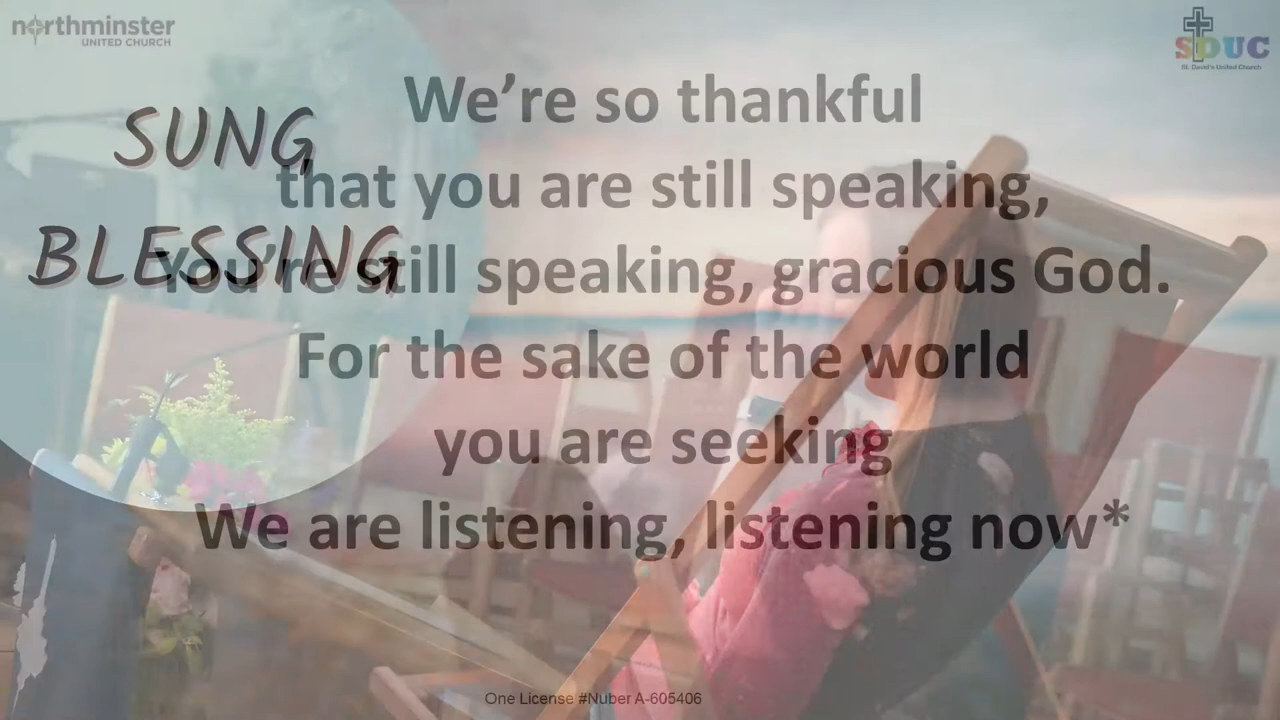 northminster
UNITED CHURCH
SDUC
St. David's United Church
SUNG
BLESSING
We're so thankful
that you are still speaking,
You're still speaking, gracious God.
For the sake of the world
you are seeking
We are listening, listening now*
One License #Nuber A-605406